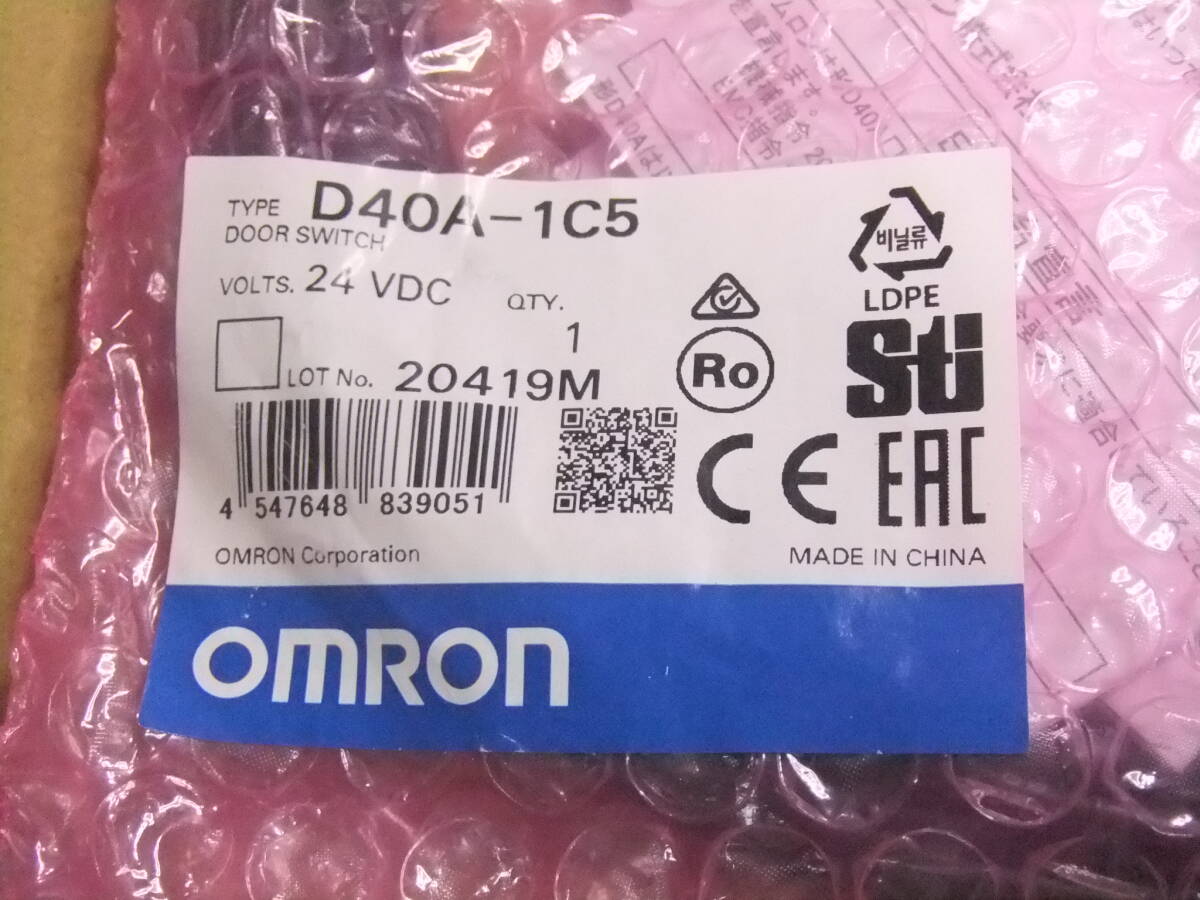 TYPE D40A-1C5
DOOR SWITCH
VOLTS. 24 VDC QTY.
1
LOT No. 20419M
4 547648 839051
OMRON Corporation
비닐류
LDPE
Sti
Ro
CE EAC
MADE IN CHINA
OMRON